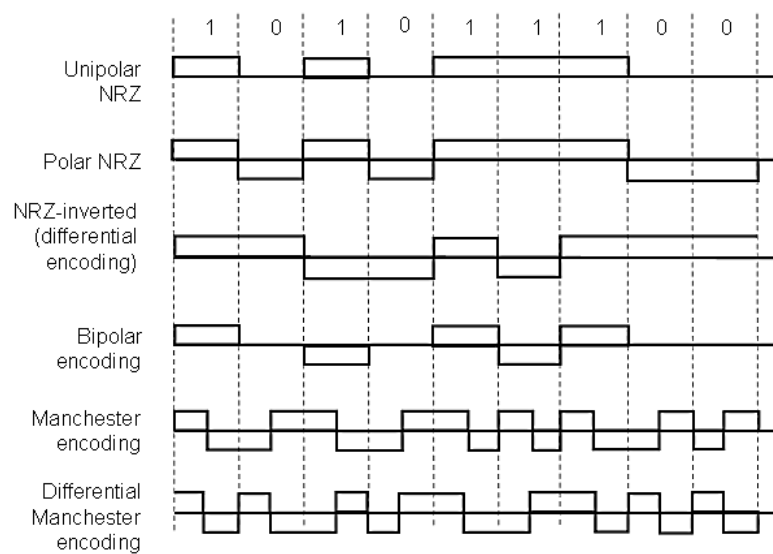 1 0 1 0 1 1 1 0 0
Unipolar
NRZ
Polar NRZ
NRZ-inverted
(differential
encoding)
Bipolar
encoding
Manchester
encoding
Differential
Manchester
encoding